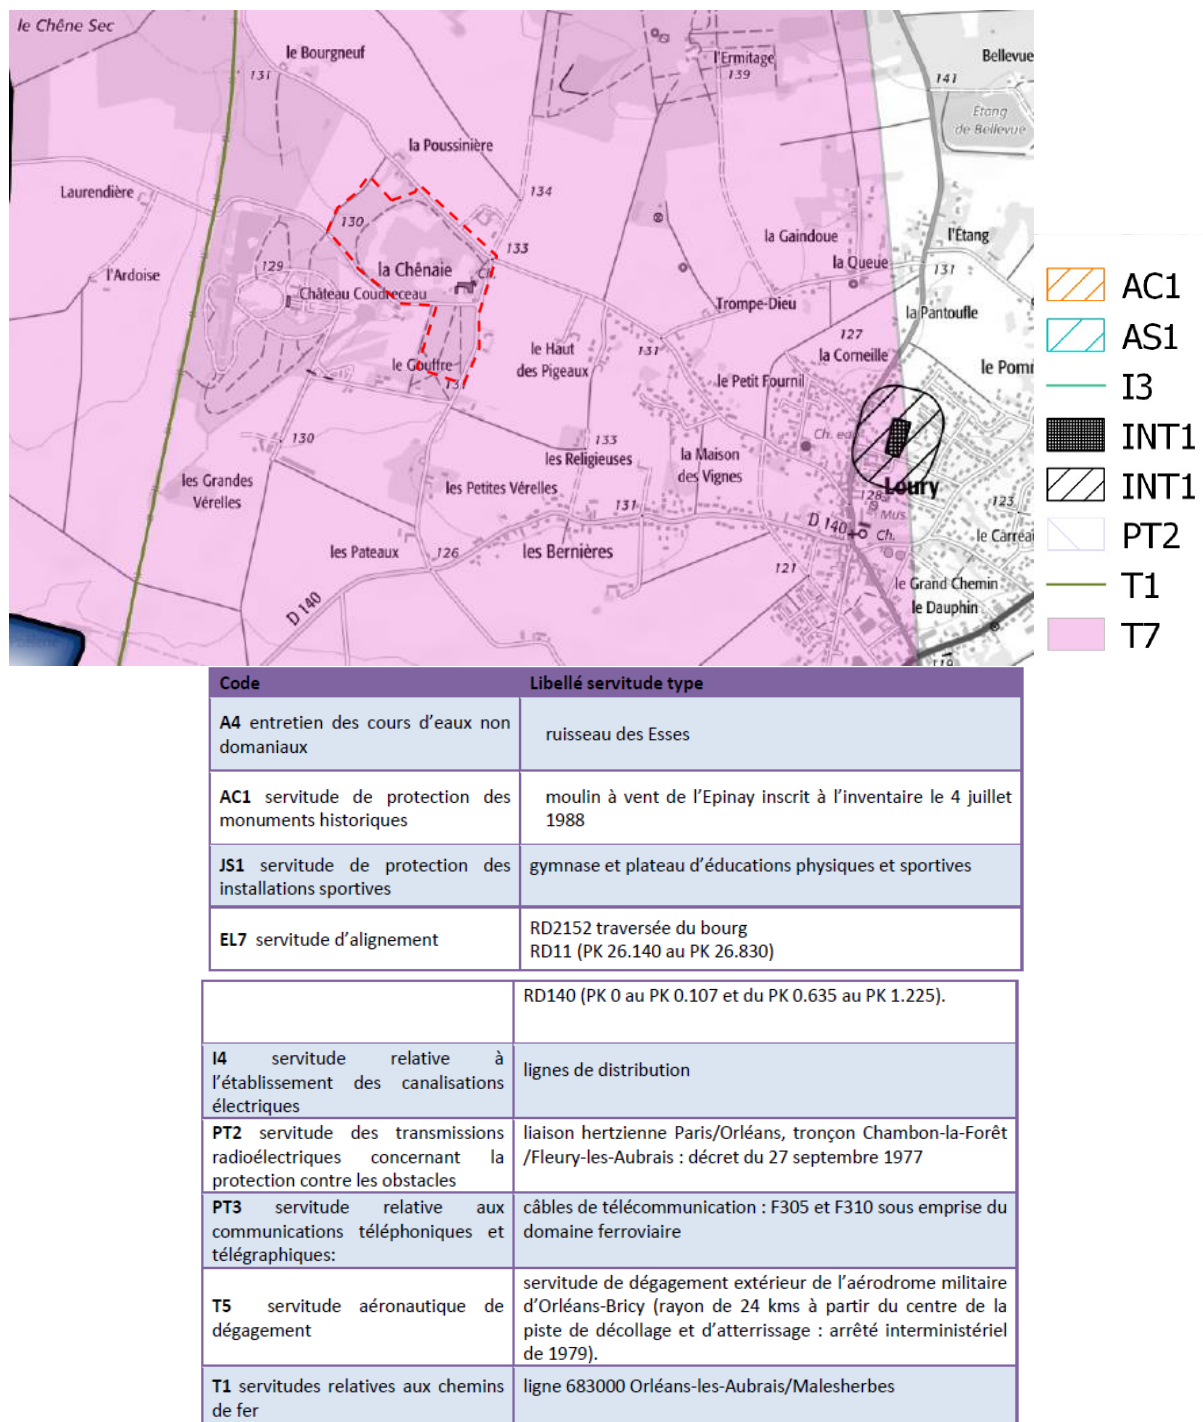 le Chêne Sec
le Bourgneuf
131
l'Ermitage
139
Bellevue
141
Étang
de Bellevue
la Poussinière
Laurendière
134
130
133
la Gaindoue
l'Étang
l'Ardoise
129
la Chênaie
Ch.
la Queue
131
Château Coudreceau
Trompe-Dieu
la Pantoufle
127
le Haut
des Pigeaux
131
la Corneille
le Gouffre
131
le Petit Fournil
130
133
Ch. eau
les Religieuses
la Maison
des Vignes
les Grandes
Vérelles
les Petites Vérelles
128
Loury
Mus.
123
131
D 140
Ch.
les Pateaux
126
les Bernières
121
le Grand Chemin
le Dauphin
D 140
119
AC1
AS1
I3
INT1
INT1
PT2
T1
T7
Code Libellé servitude type
A4 entretien des cours d'eaux non
domaniaux
ruisseau des Esses
AC1 servitude de protection des
monuments historiques
moulin à vent de l'Epinay inscrit à l'inventaire le 4 juillet
1988
JS1 servitude de protection des
installations sportives
gymnase et plateau d'éducations physiques et sportives
EL7 servitude d'alignement
RD2152 traversée du bourg
RD11 (PK 26.140 au PK 26.830)
RD140 (PK 0 au PK 0.107 et du PK 0.635 au PK 1.225).
I4 servitude relative à
l'établissement des canalisations
électriques
lignes de distribution
PT2 servitude des transmissions
radioélectriques concernant la
protection contre les obstacles
liaison hertzienne Paris/Orléans, tronçon Chambon-la-Forêt
/Fleury-les-Aubrais : décret du 27 septembre 1977
PT3 servitude relative aux
communications téléphoniques et
télégraphiques:
câbles de télécommunication : F305 et F310 sous emprise du
domaine ferroviaire
T5 servitude aéronautique de
dégagement
servitude de dégagement extérieur de l'aérodrome militaire
d'Orléans-Bricy (rayon de 24 kms à partir du centre de la
piste de décollage et d'atterrissage : arrêté interministériel
de 1979).
T1 servitudes relatives aux chemins
de fer
ligne 683000 Orléans-les-Aubrais/Malesherbes